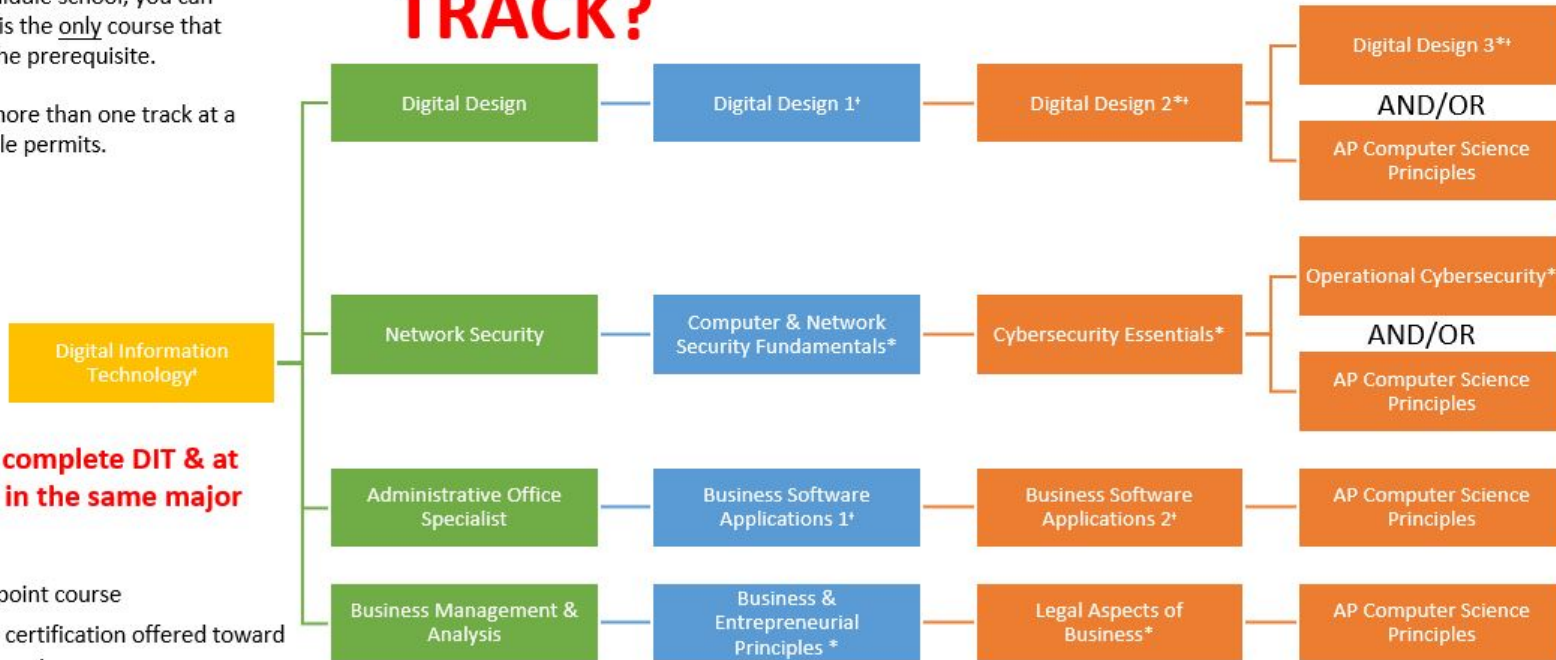 iddle school, you can
is the only course that
he prerequisite.
more than one track at a
le permits.
TRACK?
Digital Information
Technology⁺
complete DIT & at
in the same major
point course
certification offered toward
Digital Design
Digital Design 1⁺
Digital Design 2*⁺
Digital Design 3*⁺
AND/OR
AP Computer Science
Principles
Network Security
Computer & Network
Security Fundamentals*
Cybersecurity Essentials*
Operational Cybersecurity*
AND/OR
AP Computer Science
Principles
Administrative Office
Specialist
Business Software
Applications 1⁺
Business Software
Applications 2⁺
AP Computer Science
Principles
Business Management &
Analysis
Business &
Entrepreneurial
Principles *
Legal Aspects of
Business*
AP Computer Science
Principles